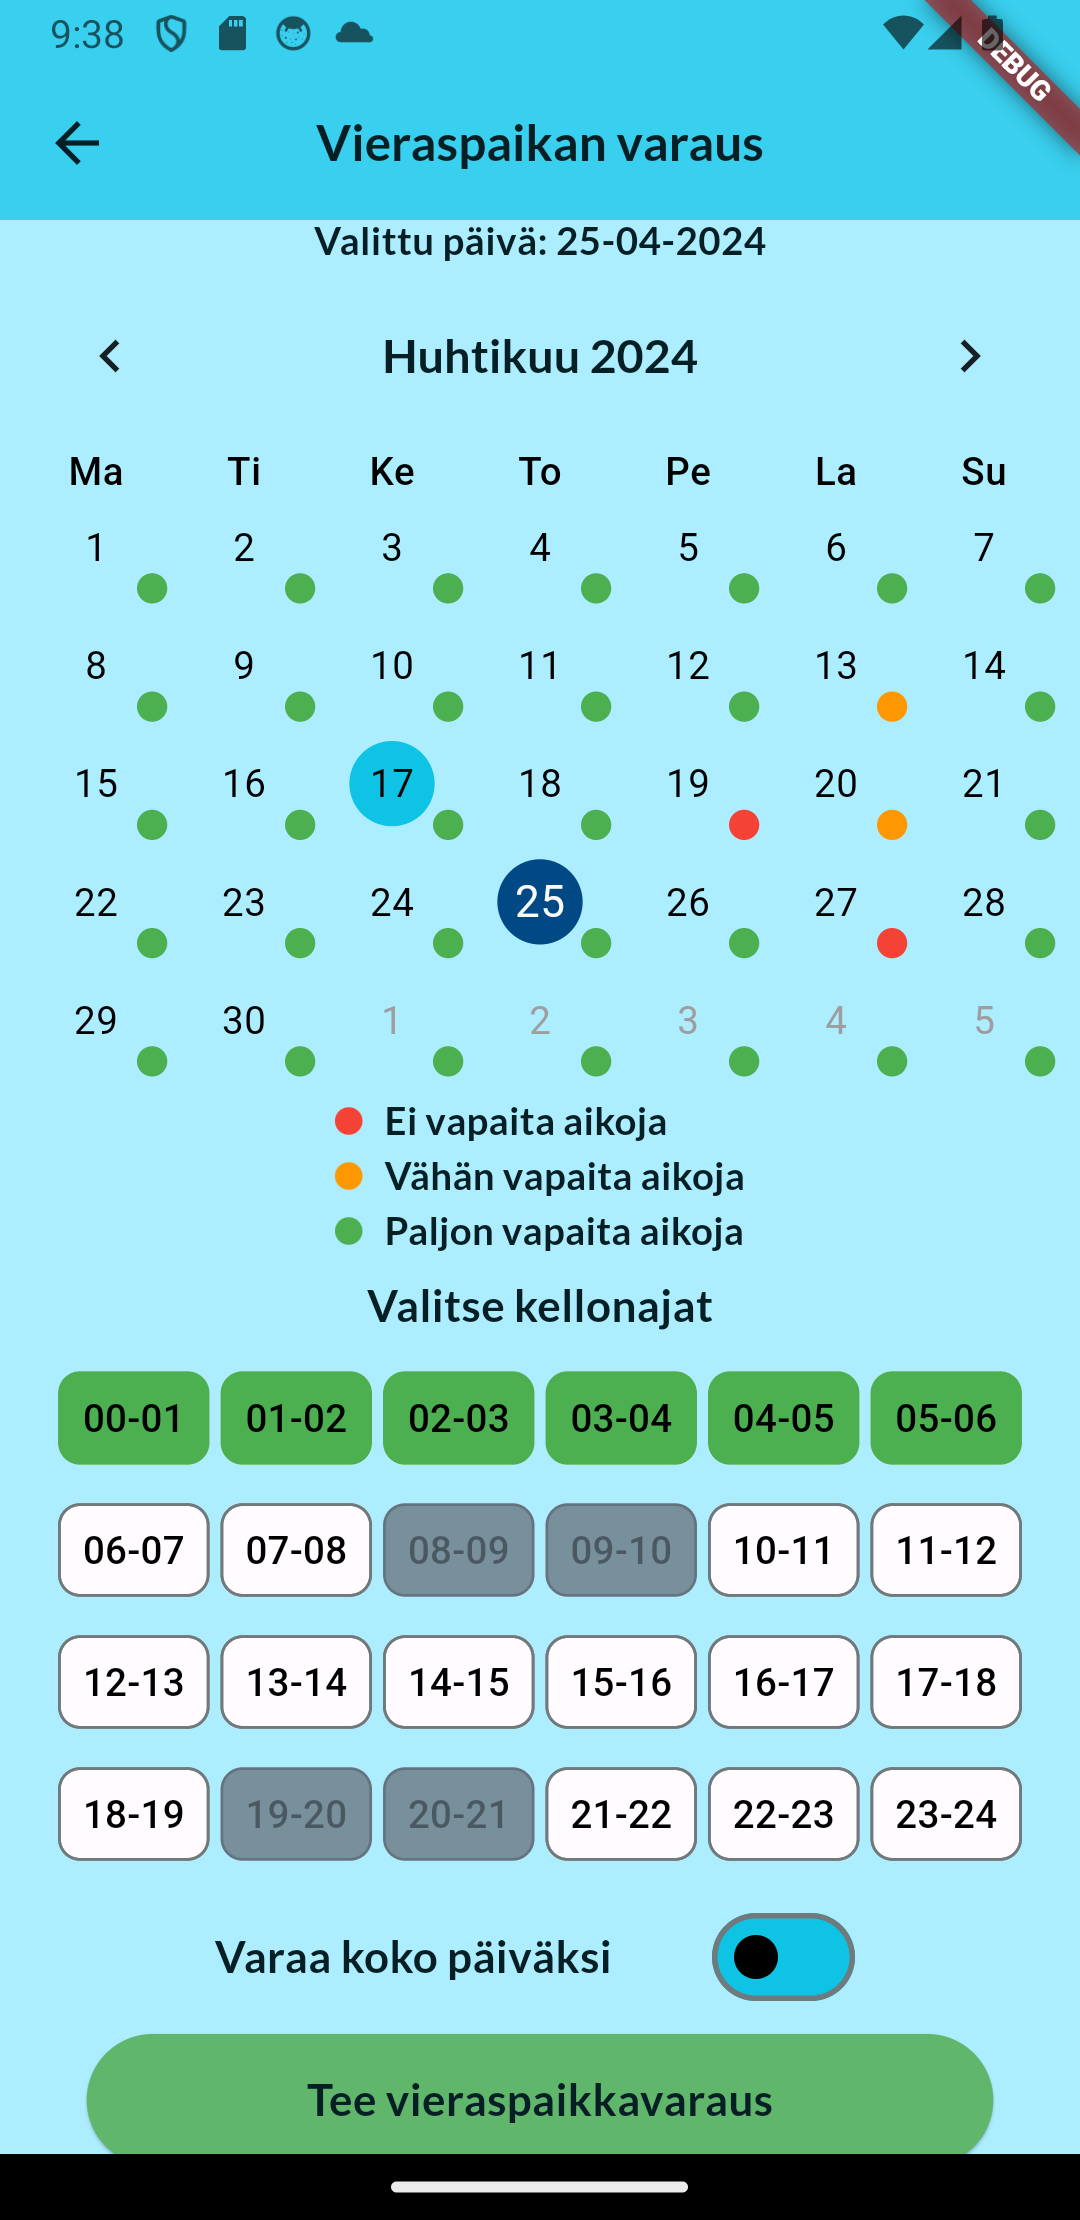 9:38
DEBUG
Vieraspaikan varaus
Valittu päivä: 25-04-2024
Huhtikuu 2024
Ma Ti Ke To Pe La Su
1 2 3 4 5 6 7
8 9 10 11 12 13 14
15 16 17 18 19 20 21
22 23 24 25 26 27 28
29 30 1 2 3 4 5
Ei vapaita aikoja
Vähän vapaita aikoja
Paljon vapaita aikoja
Valitse kellonajat
00-01 01-02 02-03 03-04 04-05 05-06
06-07 07-08 08-09 09-10 10-11 11-12
12-13 13-14 14-15 15-16 16-17 17-18
18-19 19-20 20-21 21-22 22-23 23-24
Varaa koko päiväksi
Tee vieraspaikkavaraus